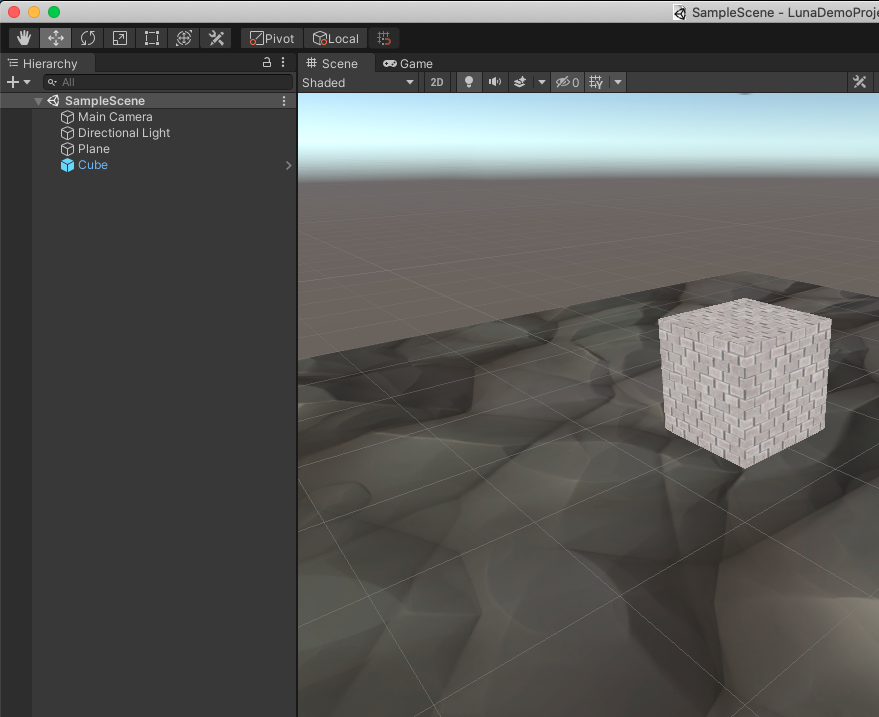 SampleScene - LunaDemoProje
Pivot Local
Hierarchy
All
SampleScene
Main Camera
Directional Light
Plane
Cube
Scene Game
Shaded 2D 0